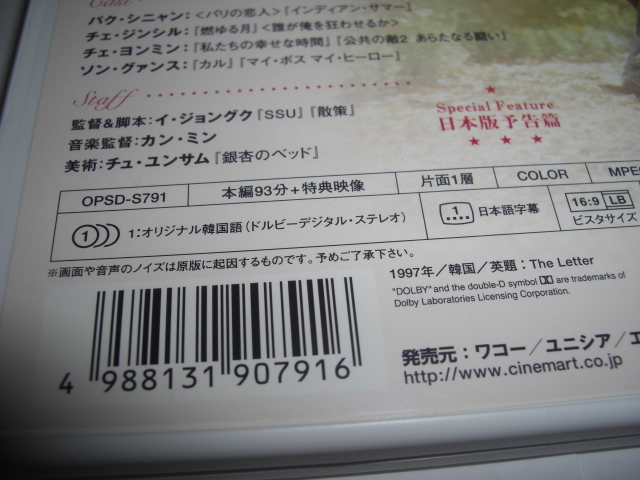 Cast
パク・シニャン:<パリの恋人>『インディアン・サマー』
チェ・ジンシル:『燃ゆる月』<誰が俺を狂わせるか>
チェ・ヨンミン:『私たちの幸せな時間』『公共の敵2 あらたなる闘い』
ソン・グァンス:『カル』『マイ・ボス マイ・ヒーロー』
Staff
監督&脚本:イ・ジョングク『SSU』『散策』
音楽監督:カン・ミン
美術:チュ・ユンサム『銀杏のベッド』
Special Feature
日本版予告篇
OPSD-S791 本編93分+特典映像 片面1層 COLOR MPEG
1 1:オリジナル韓国語(ドルビーデジタル・ステレオ) 1 日本語字幕 16:9 LB
ビスタサイズ
※画面や音声のノイズは原版に起因するものです。予めご了承下さい。
1997年/韓国/英題:The Letter
"DOLBY" and the double-D symbol are trademarks of
Dolby Laboratories Licensing Corporation.
4 988131 907916
発売元:ワコー/ユニシア/エ
http://www.cinemart.co.jp